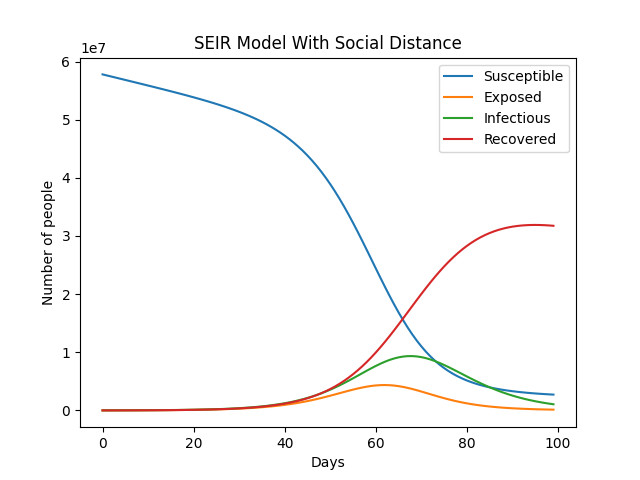 SEIR Model With Social Distance
1e7
Susceptible
Exposed
Infectious
Recovered
6
5
4
3
2
1
0
Number of people
0 20 40 60 80 100
Days